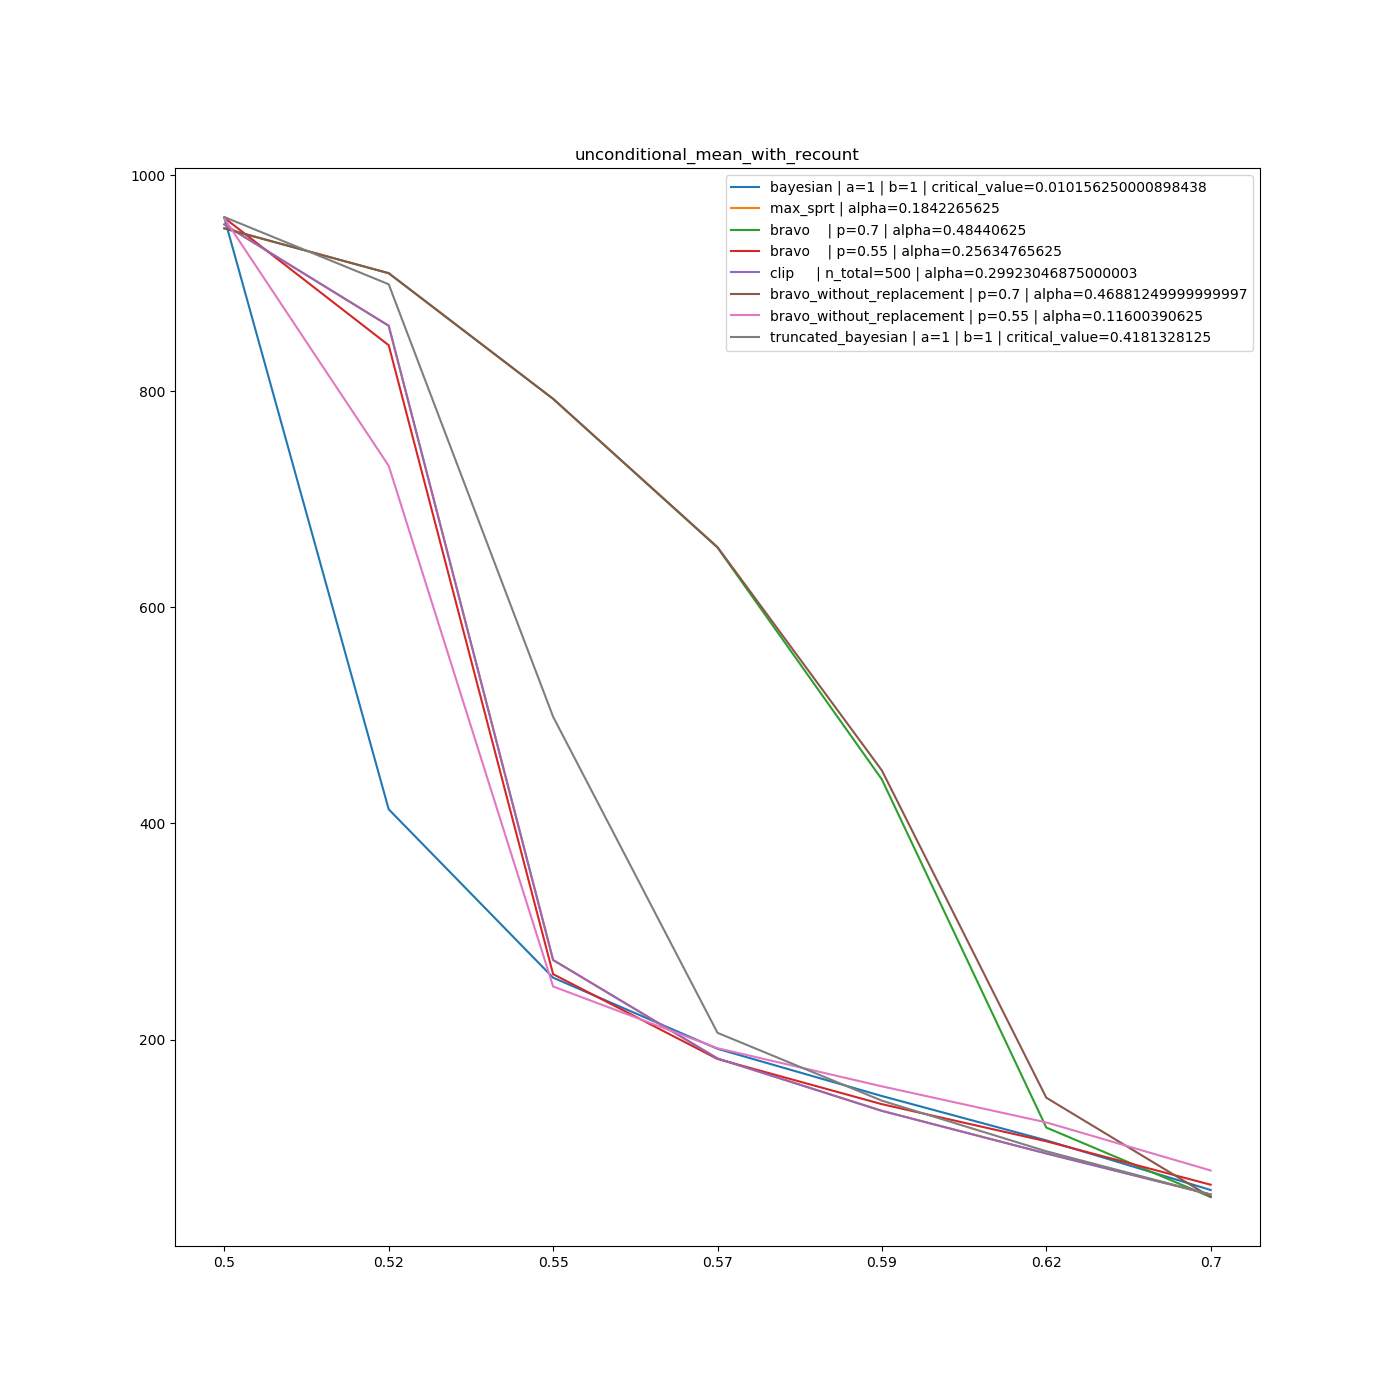 unconditional_mean_with_recount
1000
800
600
400
200
bayesian | a=1 | b=1 | critical_value=0.010156250000898438
max_sprt | alpha=0.1842265625
bravo    | p=0.7 | alpha=0.48440625
bravo    | p=0.55 | alpha=0.25634765625
clip     | n_total=500 | alpha=0.29923046875000003
bravo_without_replacement | p=0.7 | alpha=0.46881249999999997
bravo_without_replacement | p=0.55 | alpha=0.11600390625
truncated_bayesian | a=1 | b=1 | critical_value=0.4181328125
0.5 0.52 0.55 0.57 0.59 0.62 0.7